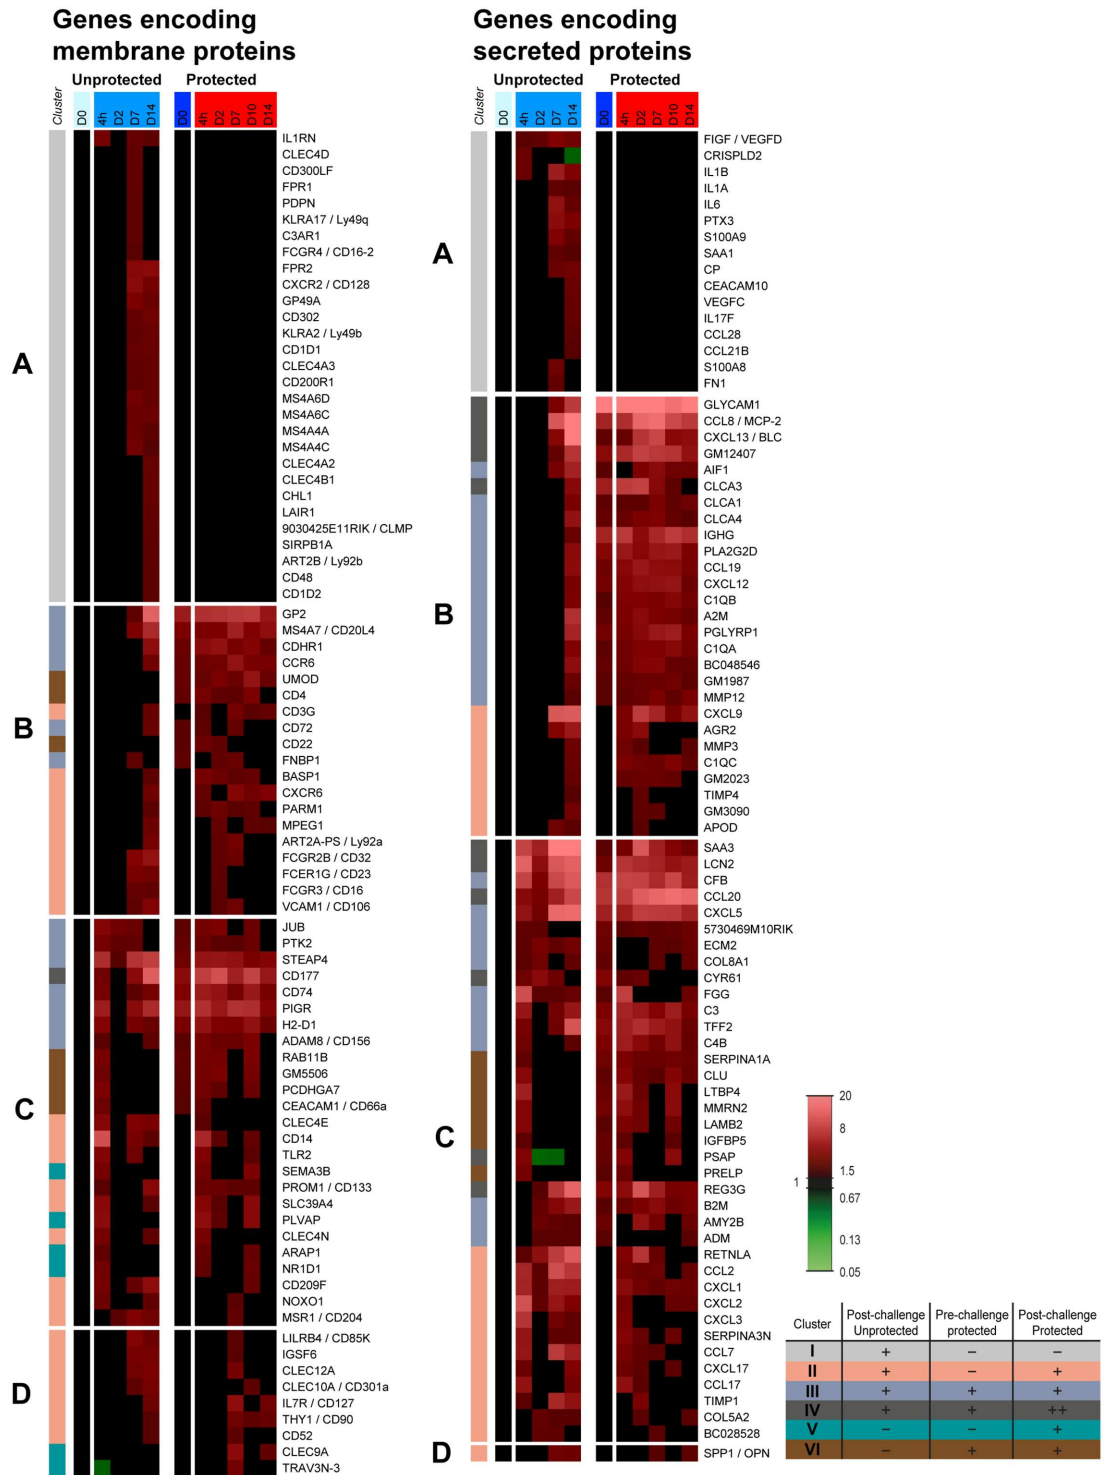 Genes encoding
membrane proteins
Cluster
Unprotected
Protected
D0
4h
D2
D7
D14
D0
4h
D2
D7
D10
D14
A
IL1RN
CLEC4D
CD300LF
FPR1
PDPN
KLRA17 / Ly49q
C3AR1
FCGR4 / CD16-2
FPR2
CXCR2 / CD128
GP49A
CD302
KLRA2 / Ly49b
CD1D1
CLEC4A3
CD200R1
MS4A6D
MS4A6C
MS4A4A
MS4A4C
CLEC4A2
CLEC4B1
CHL1
LAIR1
9030425E11RIK / CLMP
SIRPB1A
ART2B / Ly92b
CD48
CD1D2
B
GP2
MS4A7 / CD20L4
CDHR1
CCR6
UMOD
CD4
CD3G
CD72
CD22
FNBP1
BASP1
CXCR6
PARM1
MPEG1
ART2A-PS / Ly92a
FCGR2B / CD32
FCER1G / CD23
FCGR3 / CD16
VCAM1 / CD106
C
JUB
PTK2
STEAP4
CD177
CD74
PIGR
H2-D1
ADAM8 / CD156
RAB11B
GM5506
PCDHGA7
CEACAM1 / CD66a
CLEC4E
CD14
TLR2
SEMA3B
PROM1 / CD133
SLC39A4
PLVAP
CLEC4N
ARAP1
NR1D1
CD209F
NOXO1
MSR1 / CD204
D
LILRB4 / CD85K
IGSF6
CLEC12A
CLEC10A / CD301a
IL7R / CD127
THY1 / CD90
CD52
CLEC9A
TRAV3N-3
Genes encoding
secreted proteins
Cluster
Unprotected
Protected
D0
4h
D2
D7
D14
D0
4h
D2
D7
D10
D14
A
FIGF / VEGFD
CRISPLD2
IL1B
IL1A
IL6
PTX3
S100A9
SAA1
CP
CEACAM10
VEGFC
IL17F
CCL28
CCL21B
S100A8
FN1
B
GLYCAM1
CCL8 / MCP-2
CXCL13 / BLC
GM12407
AIF1
CLCA3
CLCA1
CLCA4
IGHG
PLA2G2D
CCL19
CXCL12
C1QB
A2M
PGLYRP1
C1QA
BC048546
GM1987
MMP12
CXCL9
AGR2
MMP3
C1QC
GM2023
TIMP4
GM3090
APOD
C
SAA3
LCN2
CFB
CCL20
CXCL5
5730469M10RIK
ECM2
COL8A1
CYR61
FGG
C3
TFF2
C4B
SERPINA1A
CLU
LTBP4
MMRN2
LAMB2
IGFBP5
PSAP
PRELP
REG3G
B2M
AMY2B
ADM
RETNLA
CCL2
CXCL1
CXCL2
CXCL3
SERPINA3N
CCL7
CXCL17
CCL17
TIMP1
COL5A2
BC028528
D
SPP1 / OPN
20
8
1.5
1
0.67
0.13
0.05
Cluster Post-challenge Unprotected Pre-challenge protected Post-challenge Protected
I + − −
II + − +
III + + +
IV + + ++
V − − +
VI − + +